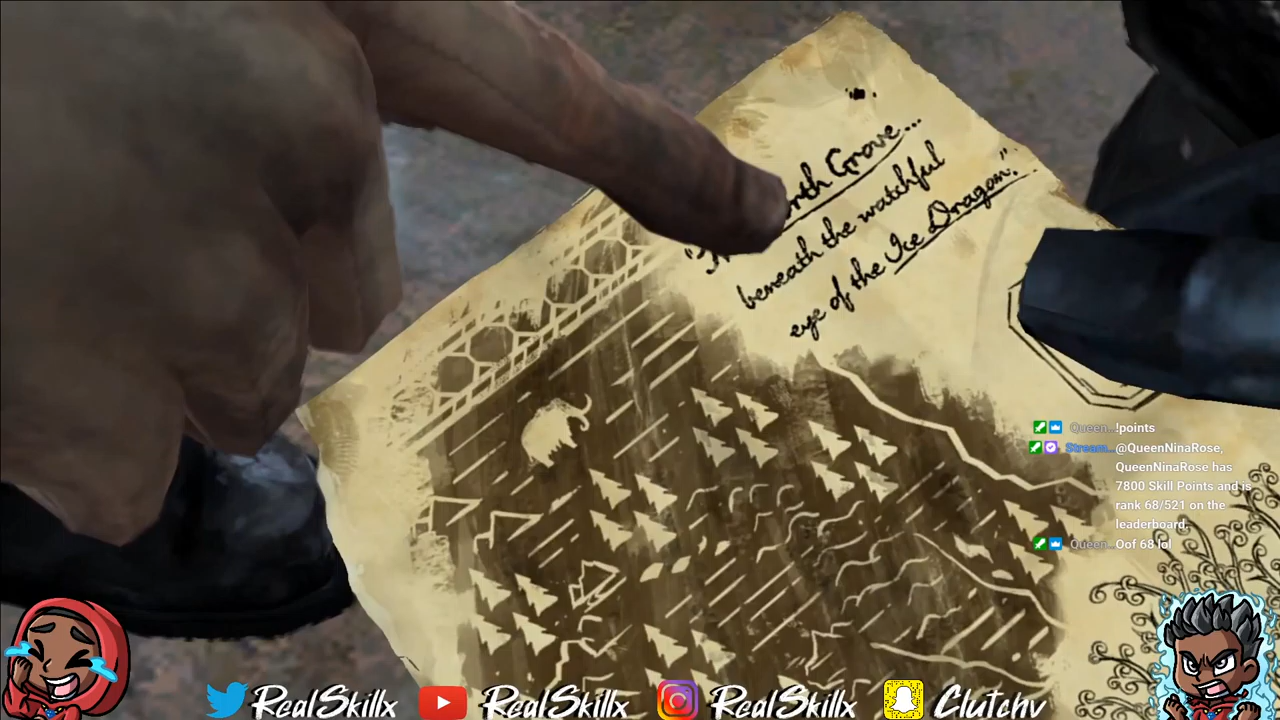 Grove...
beneath the watchful
eye of the Ice Dragon."
Queen... !points
Stream... @QueenNinaRose,
QueenNinaRose has
7800 Skill Points and is
rank 68/521 on the
leaderboard.
Queen... Oof 68 lol
RealSkillx RealSkillx RealSkillx Clutchv